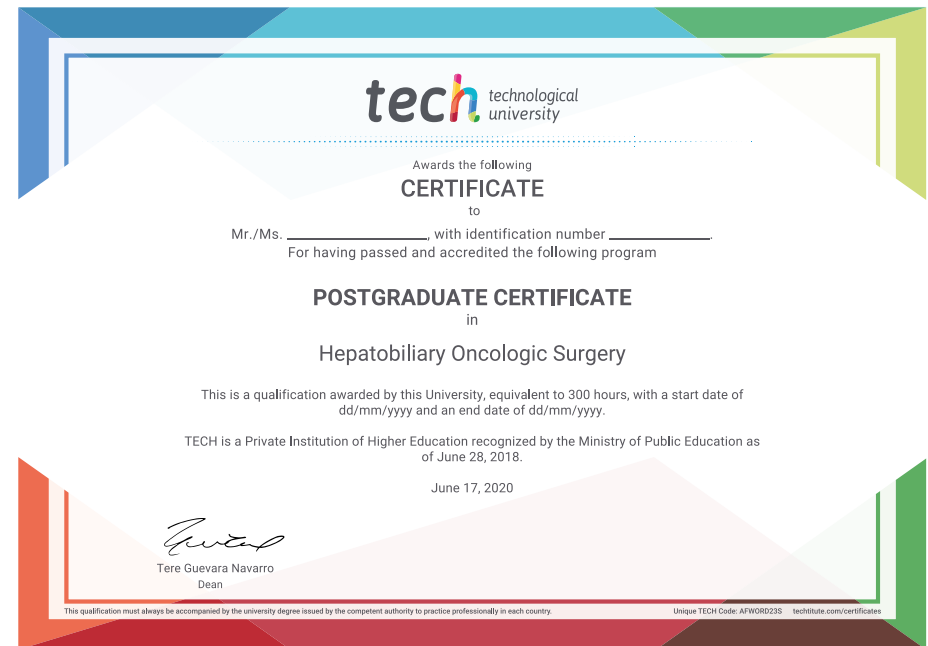 tech technological
university
Awards the following
CERTIFICATE
to
Mr./Ms. ____________________, with identification number ______________.
For having passed and accredited the following program
POSTGRADUATE CERTIFICATE
in
Hepatobiliary Oncologic Surgery
This is a qualification awarded by this University, equivalent to 300 hours, with a start date of
dd/mm/yyyy and an end date of dd/mm/yyyy.
TECH is a Private Institution of Higher Education recognized by the Ministry of Public Education as
of June 28, 2018.
June 17, 2020
Tere Guevara Navarro
Dean
This qualification must always be accompanied by the university degree issued by the competent authority to practice professionally in each country.
Unique TECH Code: AFWORD23S techtitute.com/certificates